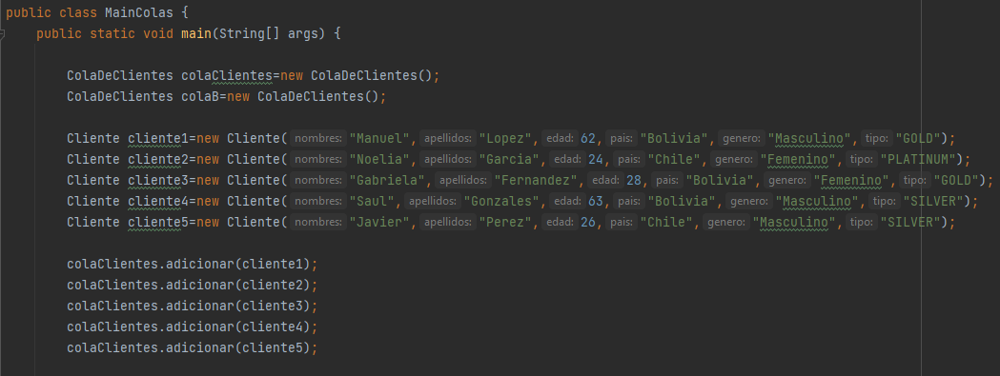 public class MainColas {
public static void main(String[] args) {
ColaDeClientes colaClientes=new ColaDeClientes();
ColaDeClientes colaB=new ColaDeClientes();
Cliente cliente1=new Cliente( nombres: "Manuel", apellidos: "Lopez", edad: 62, pais: "Bolivia", genero: "Masculino", tipo: "GOLD");
Cliente cliente2=new Cliente( nombres: "Noelia", apellidos: "Garcia", edad: 24, pais: "Chile", genero: "Femenino", tipo: "PLATINUM");
Cliente cliente3=new Cliente( nombres: "Gabriela", apellidos: "Fernandez", edad: 28, pais: "Bolivia", genero: "Femenino", tipo: "GOLD");
Cliente cliente4=new Cliente( nombres: "Saul", apellidos: "Gonzales", edad: 63, pais: "Bolivia", genero: "Masculino", tipo: "SILVER");
Cliente cliente5=new Cliente( nombres: "Javier", apellidos: "Perez", edad: 26, pais: "Chile", genero: "Masculino", tipo: "SILVER");
colaClientes.adicionar(cliente1);
colaClientes.adicionar(cliente2);
colaClientes.adicionar(cliente3);
colaClientes.adicionar(cliente4);
colaClientes.adicionar(cliente5);